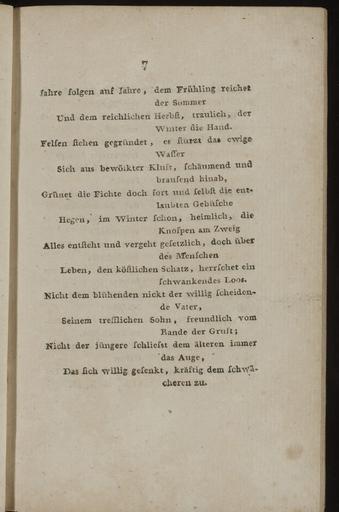 7
Jahre folgen auf Jahre, dem Frühling reichet
der Sommer
Und dem reichlichen Herbſt, traulich, der
Winter die Hand.
Felſen ſtehen gegründet, es ſtürzt das ewige
Waſſer
Sich aus bewölkter Kluft, ſchäumend und
brauſend hinab,
Grünet die Fichte doch fort und ſelbſt die ent-
laubten Gebüſche
Hegen, im Winter ſchon, heimlich, die
Knoſpen am Zweig
Alles entſteht und vergeht geſetzlich, doch über
des Menſchen
Leben, den köſtlichen Schatz, herrſchet ein
ſchwankendes Loos.
Nicht dem blühenden nickt der willig ſcheiden-
de Vater,
Seinem trefflichen Sohn, freundlich vom
Rande der Gruft;
Nicht der jüngere ſchlieſst dem älteren immer
das Auge,
Das ſich willig geſenkt, kräftig dem ſchwä-
cheren zu.